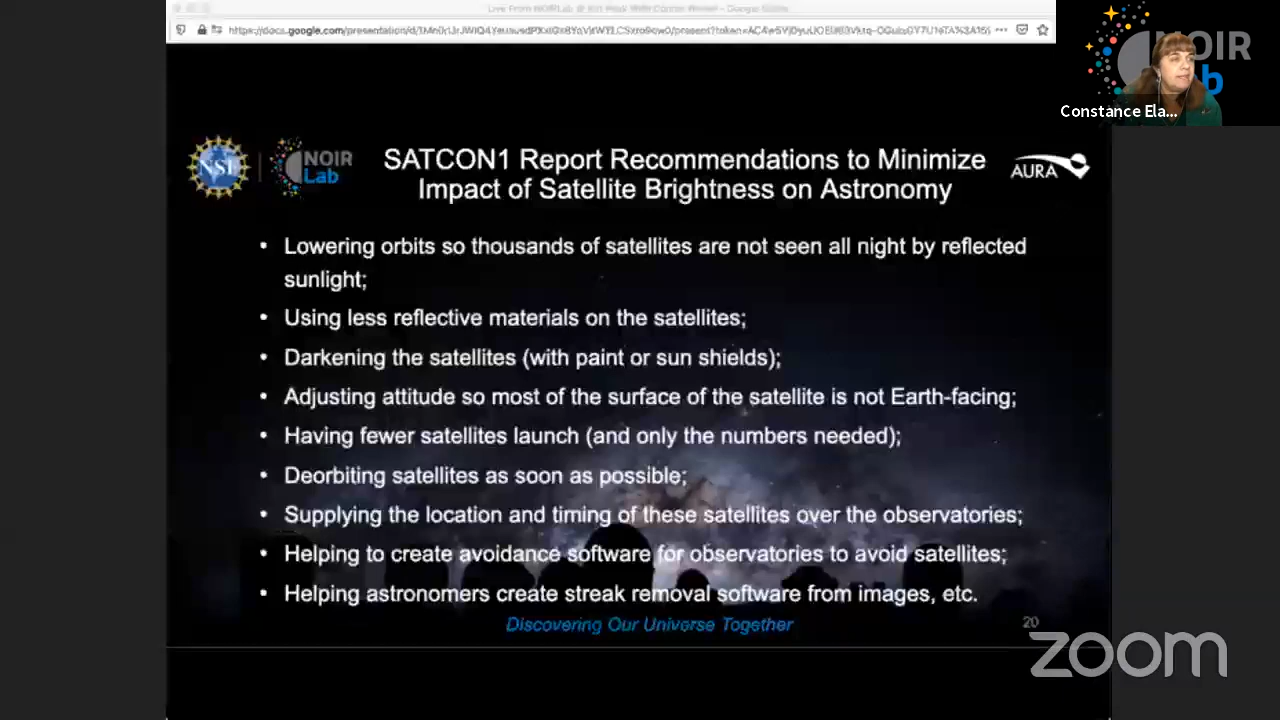 https://docs.google.com/presentation/d/
NOIR
b
Constance Ela...
NSF
NOIR
Lab
SATCON1 Report Recommendations to Minimize
Impact of Satellite Brightness on Astronomy
AURA
• Lowering orbits so thousands of satellites are not seen all night by reflected
sunlight;
• Using less reflective materials on the satellites;
• Darkening the satellites (with paint or sun shields);
• Adjusting attitude so most of the surface of the satellite is not Earth-facing;
• Having fewer satellites launch (and only the numbers needed);
• Deorbiting satellites as soon as possible;
• Supplying the location and timing of these satellites over the observatories;
• Helping to create avoidance software for observatories to avoid satellites;
• Helping astronomers create streak removal software from images, etc.
Discovering Our Universe Together
20
zoom